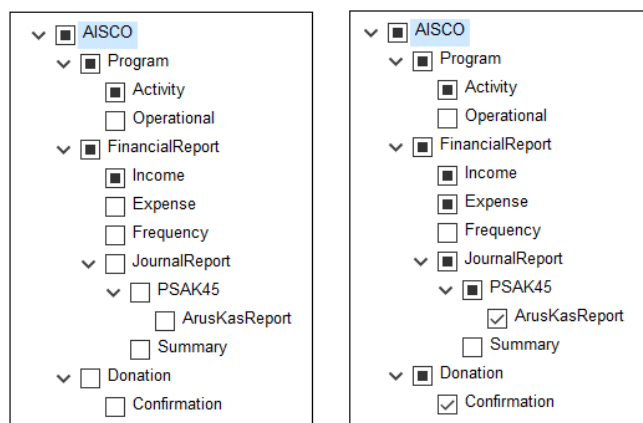 AISCO
Program
Activity
Operational
FinancialReport
Income
Expense
Frequency
JournalReport
PSAK45
ArusKasReport
Summary
Donation
Confirmation
AISCO
Program
Activity
Operational
FinancialReport
Income
Expense
Frequency
JournalReport
PSAK45
ArusKasReport
Summary
Donation
Confirmation